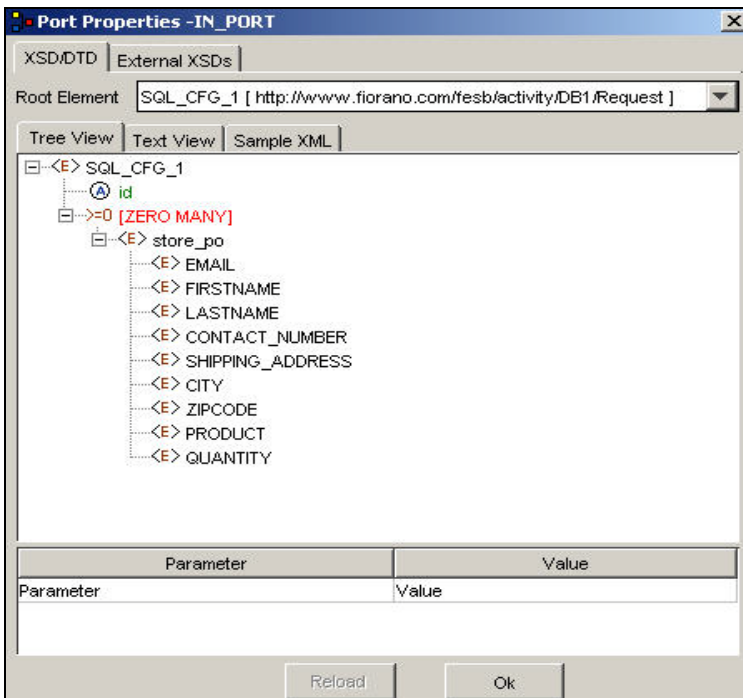 Port Properties -IN_PORT
XSD/DTD External XSDs
Root Element SQL_CFG_1 [ http://www.fiorano.com/fesb/activity/DB1/Request ]
Tree View Text View Sample XML
<E> SQL_CFG_1
A id
>=0 [ZERO MANY]
<E> store_po
<E> EMAIL
<E> FIRSTNAME
<E> LASTNAME
<E> CONTACT_NUMBER
<E> SHIPPING_ADDRESS
<E> CITY
<E> ZIPCODE
<E> PRODUCT
<E> QUANTITY
Parameter Value
Parameter Value
Reload Ok